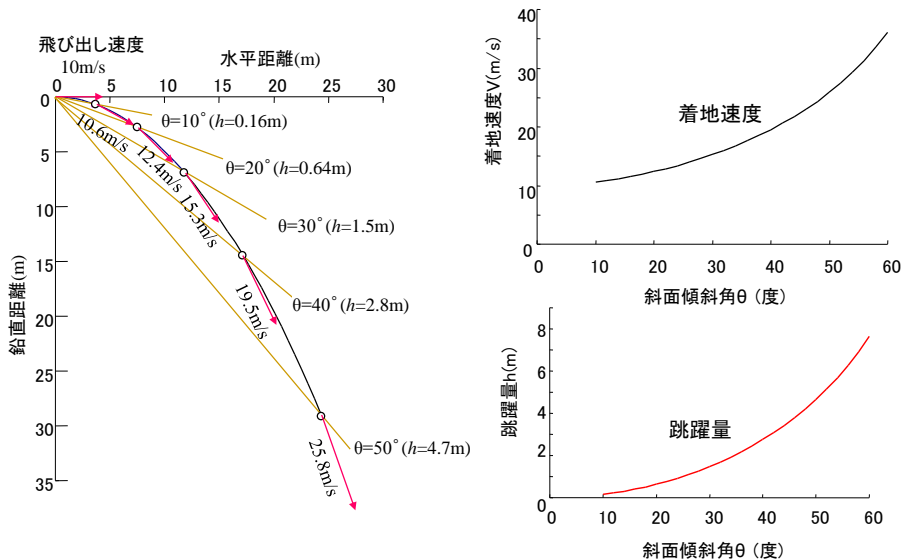 飛び出し速度
10m/s
水平距離(m)
0 5 10 15 20 25 30
0
5
10
15
20
25
30
35
鉛直距離(m)
10.6m/s
12.4m/s
15.3m/s
19.5m/s
25.8m/s
θ=10°(h=0.16m)
θ=20°(h=0.64m)
θ=30°(h=1.5m)
θ=40°(h=2.8m)
θ=50°(h=4.7m)
着地速度V(m/s)
40
30
20
10
0
着地速度
0 10 20 30 40 50 60
斜面傾斜角θ (度)
跳躍量h(m)
8
6
4
2
0
跳躍量
0 10 20 30 40 50 60
斜面傾斜角θ (度)